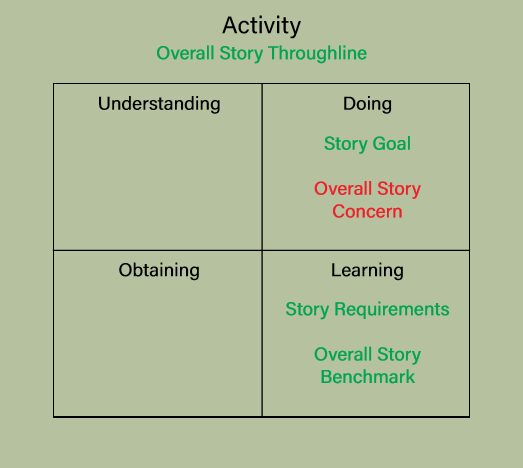 Activity
Overall Story Throughline
Understanding
Doing
Story Goal
Overall Story
Concern
Obtaining
Learning
Story Requirements
Overall Story
Benchmark